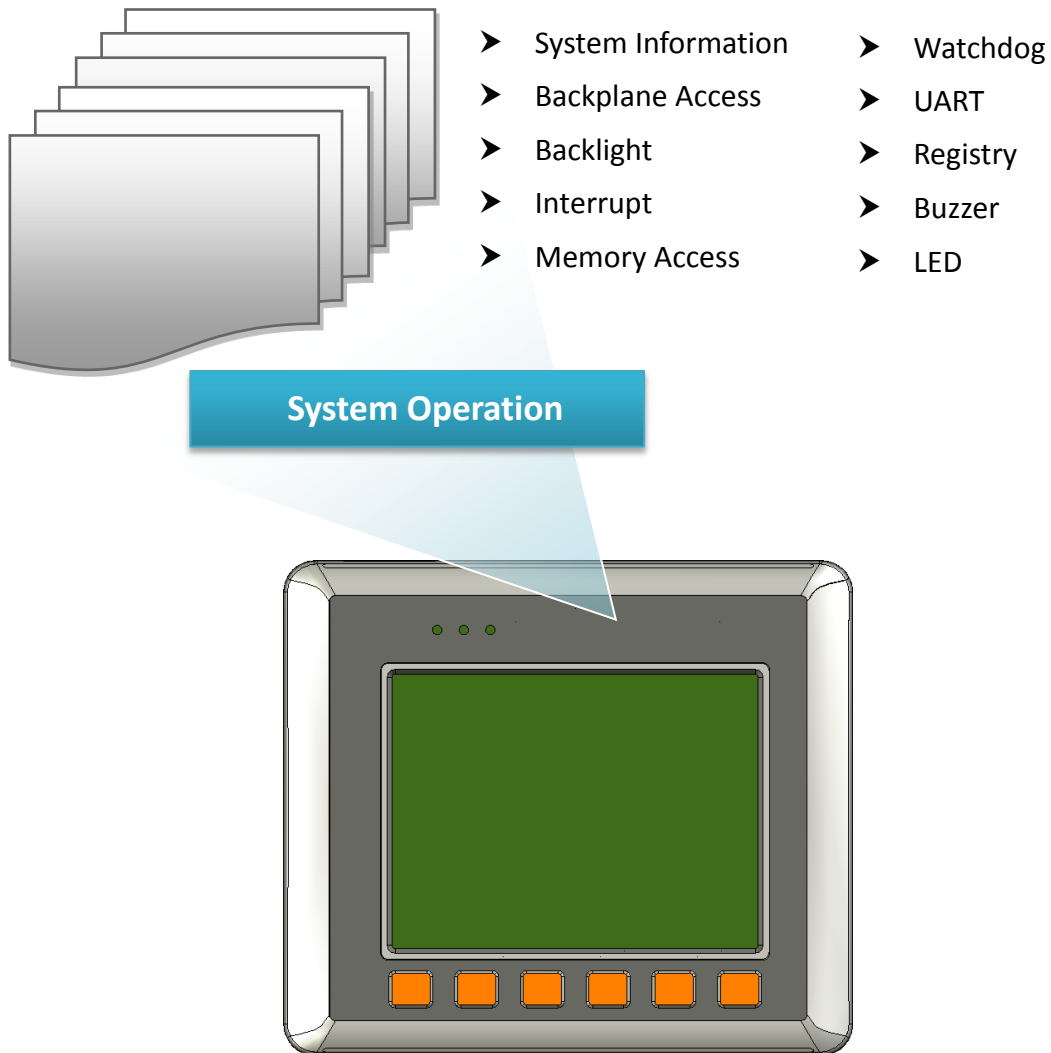 System Information
Backplane Access
Backlight
Interrupt
Memory Access
Watchdog
UART
Registry
Buzzer
LED
System Operation